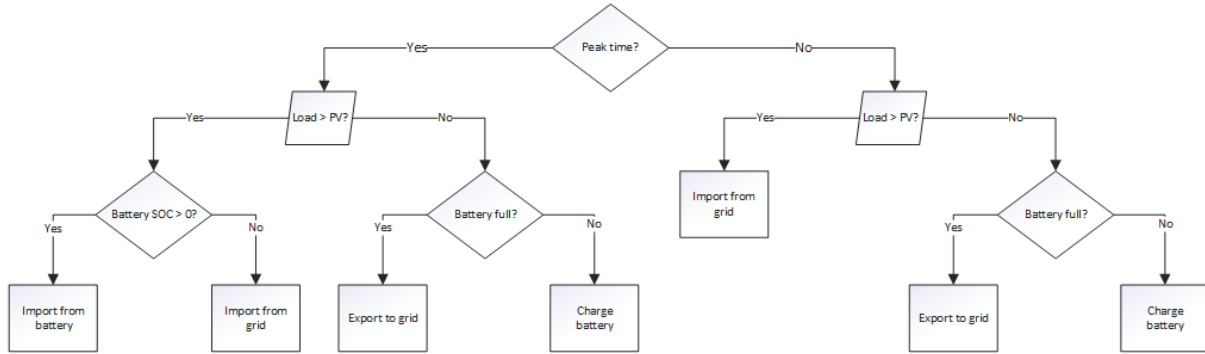 Peak time?
Yes
No
Load > PV?
Load > PV?
Yes
No
Yes
No
Import from
grid
Battery SOC > 0?
Battery full?
Battery full?
Yes
No
Yes
No
Yes
No
Import from
battery
Import from
grid
Export to grid
Charge
battery
Export to grid
Charge
battery